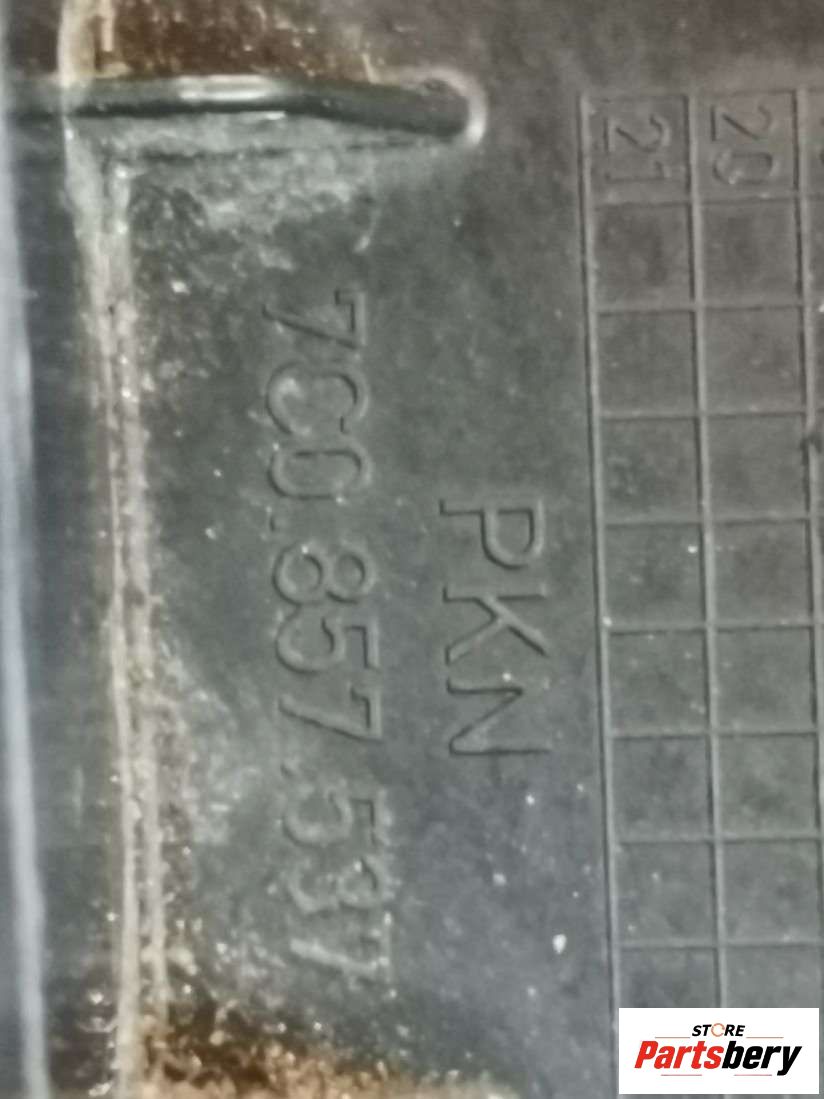 21 20
PKN
7C0.857.537
STORE
Partsbery